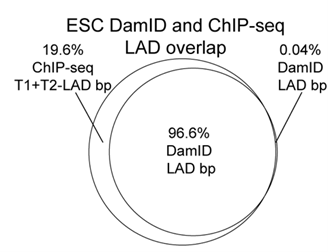 ESC DamID and ChIP-seq
LAD overlap
19.6%
ChIP-seq
T1+T2-LAD bp
0.04%
DamID
LAD bp
96.6%
DamID
LAD bp